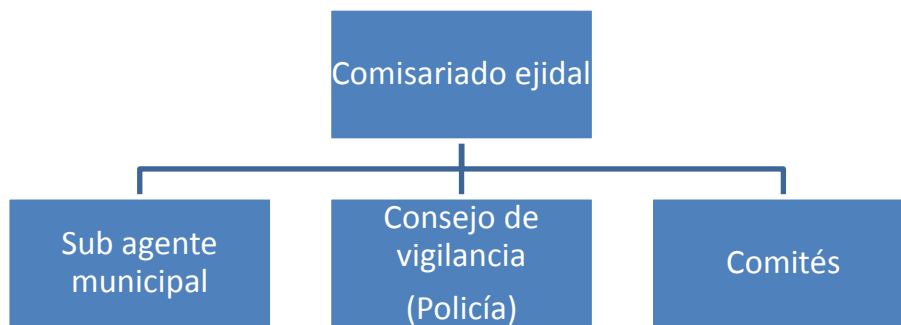 Comisariado ejidal
Sub agente
municipal
Consejo de
vigilancia
(Policía)
Comités